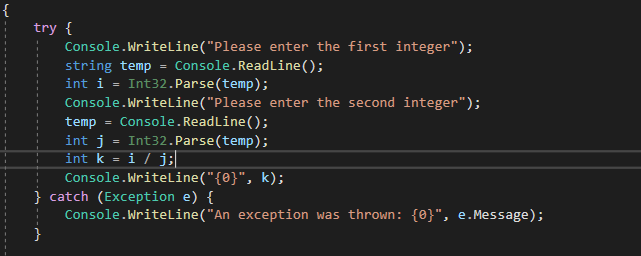 {
try {
Console.WriteLine("Please enter the first integer");
string temp = Console.ReadLine();
int i = Int32.Parse(temp);
Console.WriteLine("Please enter the second integer");
temp = Console.ReadLine();
int j = Int32.Parse(temp);
int k = i / j;
Console.WriteLine("{0}", k);
} catch (Exception e) {
Console.WriteLine("An exception was thrown: {0}", e.Message);
}